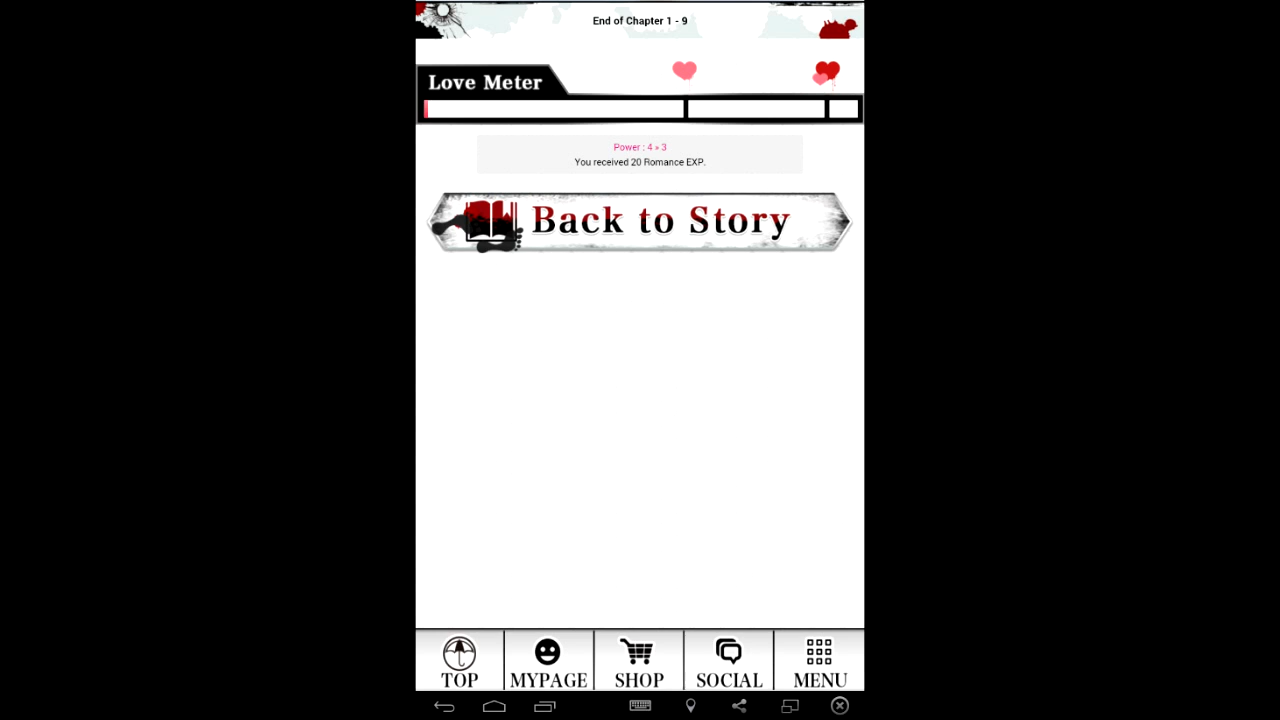 End of Chapter 1 - 9
Love Meter
Power : 4 » 3
You received 20 Romance EXP.
Back to Story
TOP
MYPAGE
SHOP
SOCIAL
MENU